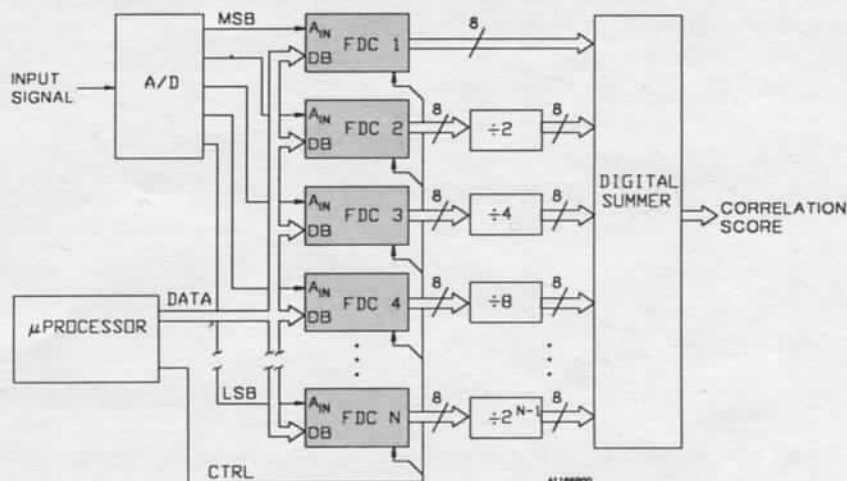 MSB
INPUT
SIGNAL
A/D
A_IN
DB
FDC 1
8
A_IN
DB
FDC 2
8
÷2
8
A_IN
DB
FDC 3
8
÷4
8
DIGITAL
SUMMER
CORRELATION
SCORE
DATA
μPROCESSOR
A_IN
DB
FDC 4
8
÷8
8
LSB
A_IN
DB
FDC N
8
÷2^N-1
8
CTRL